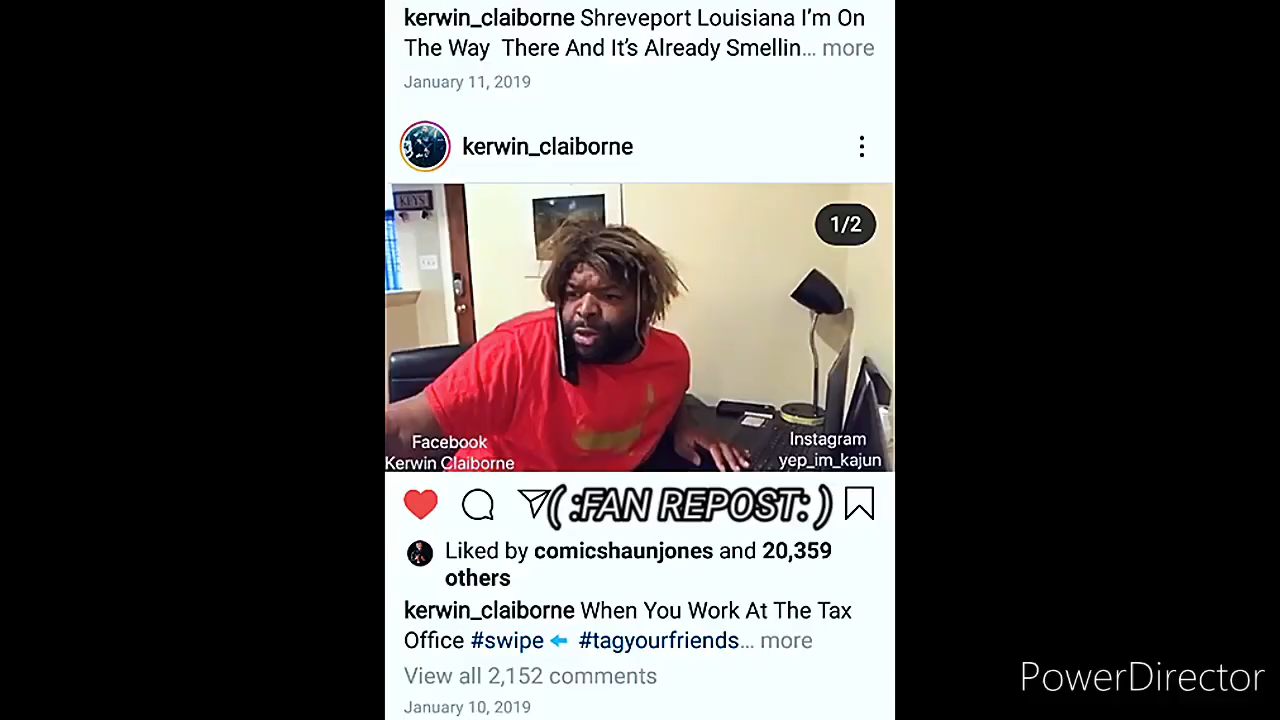 kerwin_claiborne Shreveport Louisiana I’m On
The Way There And It’s Already Smellin… more
January 11, 2019
kerwin_claiborne
KEYS
1/2
Facebook
Kerwin Claiborne
Instagram
yep_im_kajun
( :FAN REPOST: )
Liked by comicshaunjones and 20,359
others
kerwin_claiborne When You Work At The Tax
Office #swipe #tagyourfriends… more
View all 2,152 comments
January 10, 2019
PowerDirector